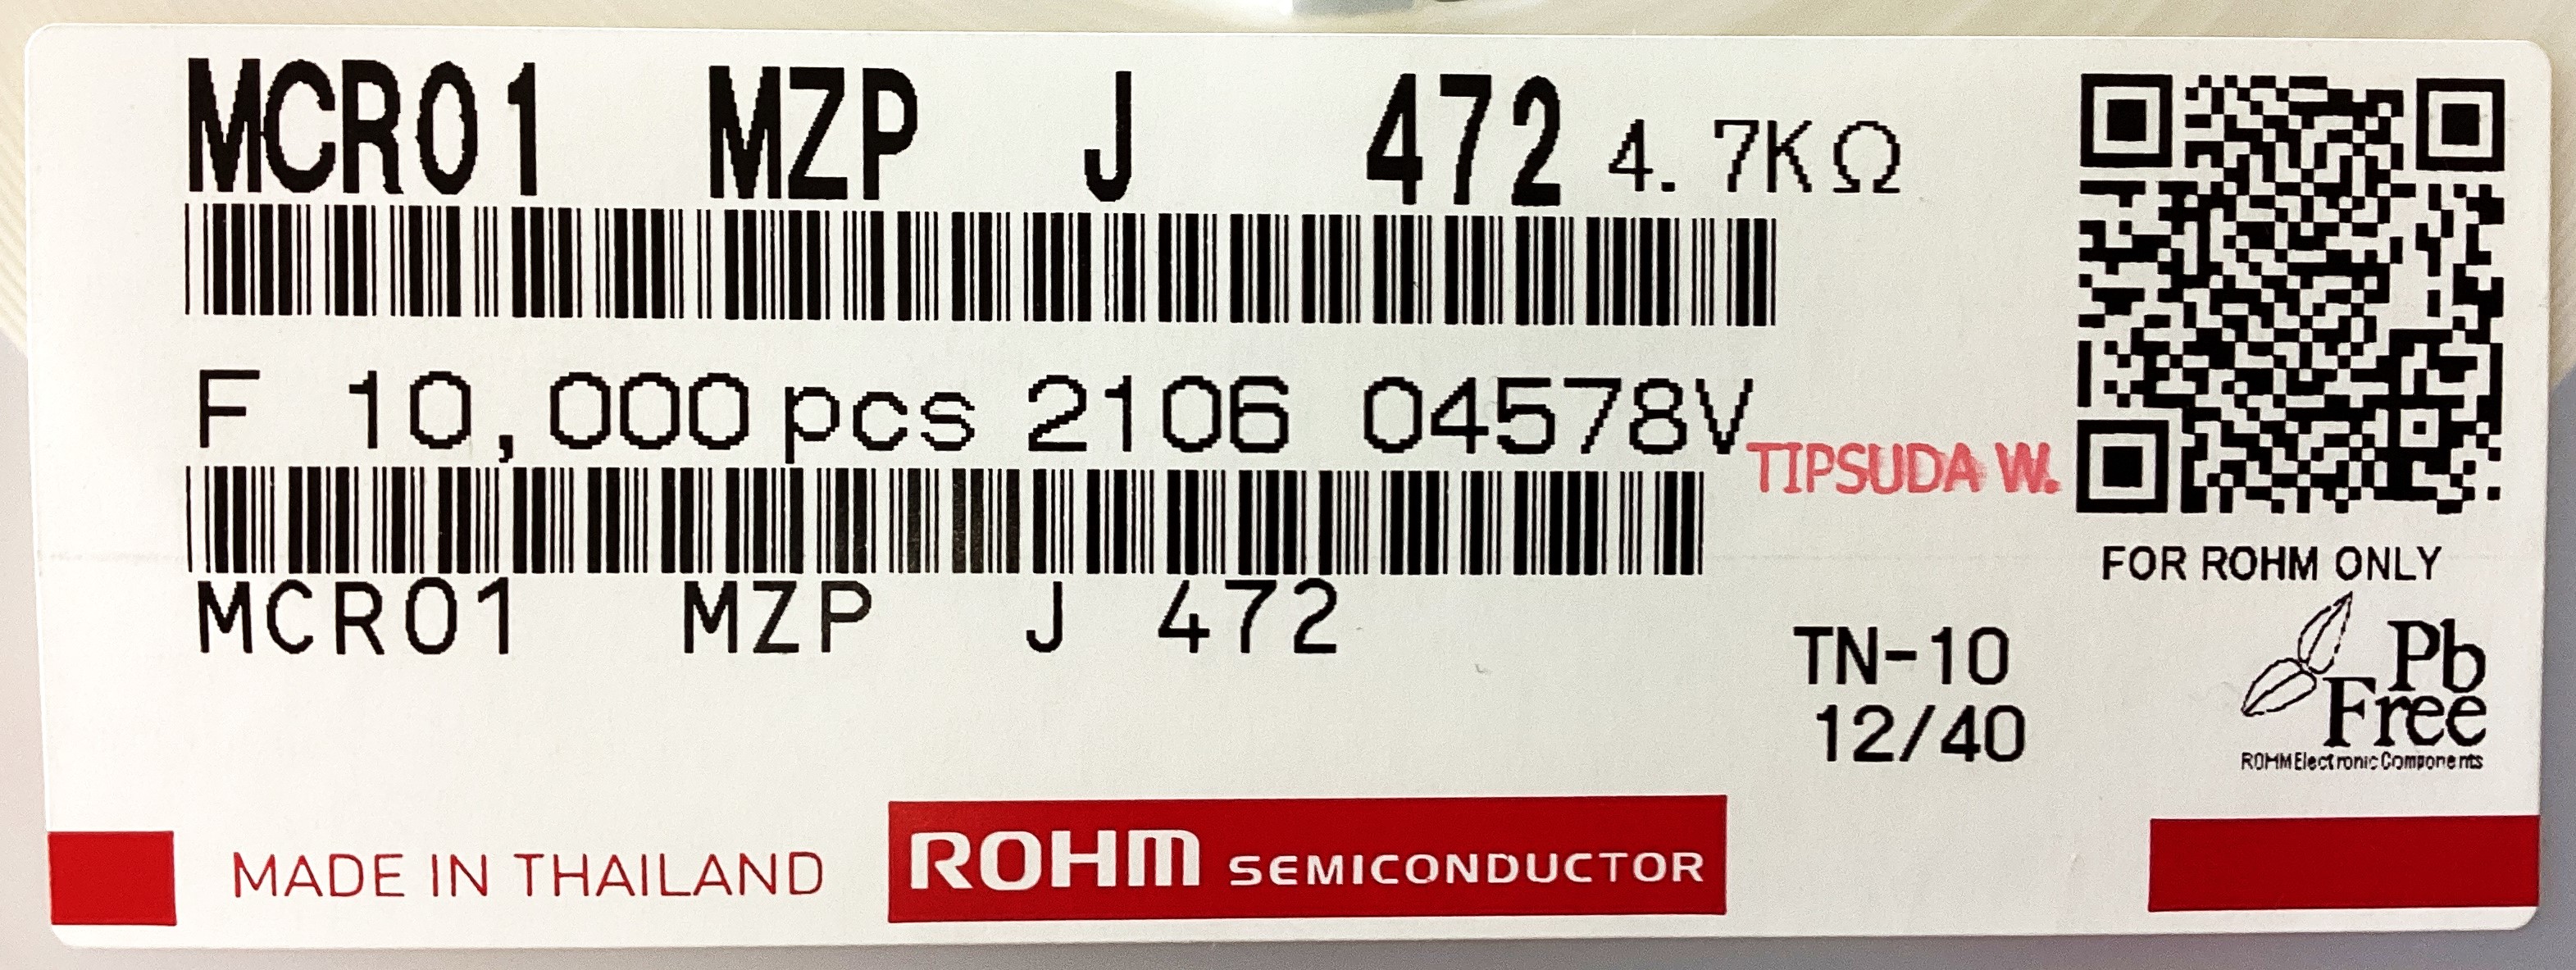 MCR01 MZP J 472 4.7KΩ
F 10,000pcs 2106 04578V
TIPSUDA W.
MCR01 MZP J 472
FOR ROHM ONLY
TN-10
12/40
Pb
Free
ROHM Electronic Components
MADE IN THAILAND
ROHM SEMICONDUCTOR